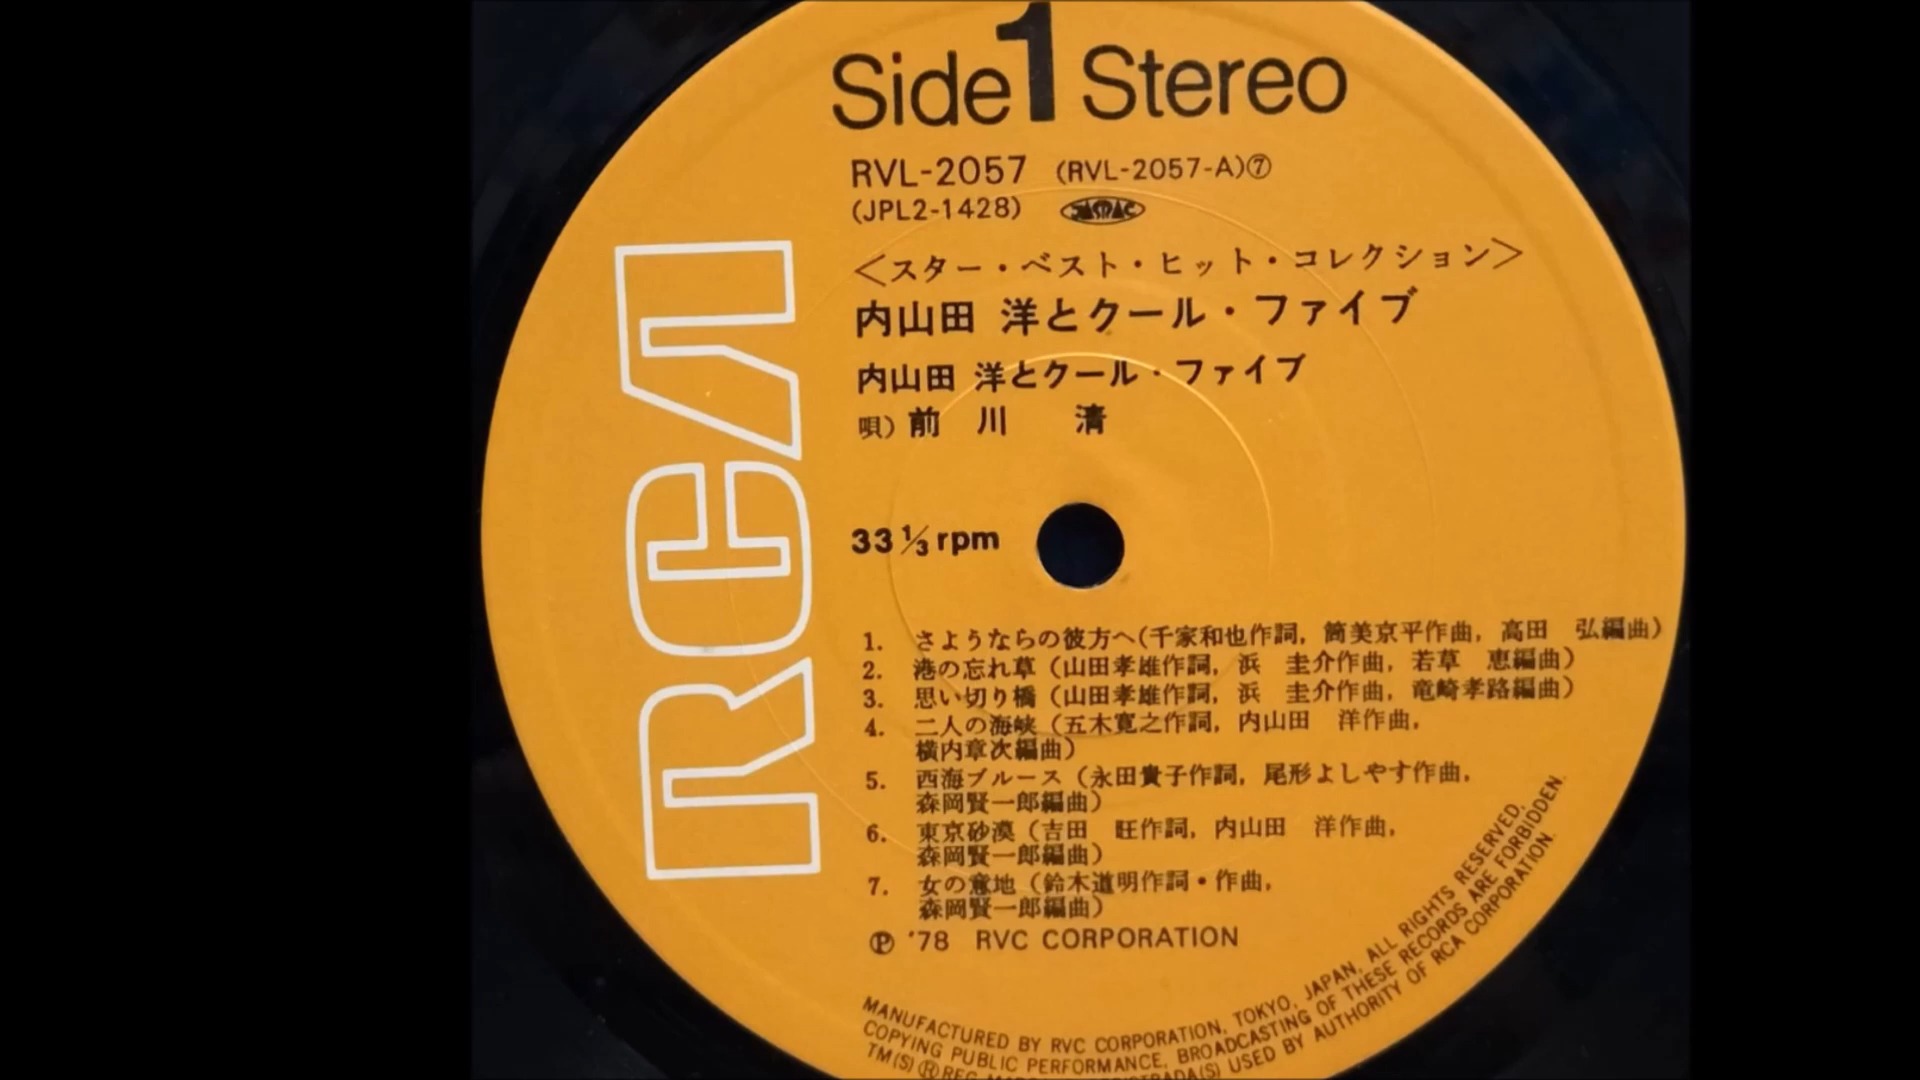 Side 1 Stereo
RVL-2057 (RVL-2057-A)⑦
(JPL2-1428) JASRAC
＜スター・ベスト・ヒット・コレクション＞
内山田 洋とクール・ファイブ
内山田 洋とクール・ファイブ
唄）前 川 清
RCA
33 1/3 rpm
1. さようならの彼方へ（千家和也作詞，筒美京平作曲，高田 弘編曲）
2. 港の忘れ草（山田孝雄作詞，浜 圭介作曲，若草 恵編曲）
3. 思い切り橋（山田孝雄作詞，浜 圭介作曲，竜崎孝路編曲）
4. 二人の海峡（五木寛之作詞，内山田 洋作曲，
横内章次編曲）
5. 西海ブルース（永田貴子作詞，尾形よしやす作曲，
森岡賢一郎編曲）
6. 東京砂漠（吉田 旺作詞，内山田 洋作曲，
森岡賢一郎編曲）
7. 女の意地（鈴木道明作詞・作曲，
森岡賢一郎編曲）
Ⓟ '78 RVC CORPORATION
MANUFACTURED BY RVC CORPORATION, TOKYO, JAPAN, ALL RIGHTS RESERVED,
COPYING PUBLIC PERFORMANCE, BROADCASTING OF THESE RECORDS ARE FORBIDDEN.
TM(S) ® REG. USED BY AUTHORITY OF RCA CORPORATION.